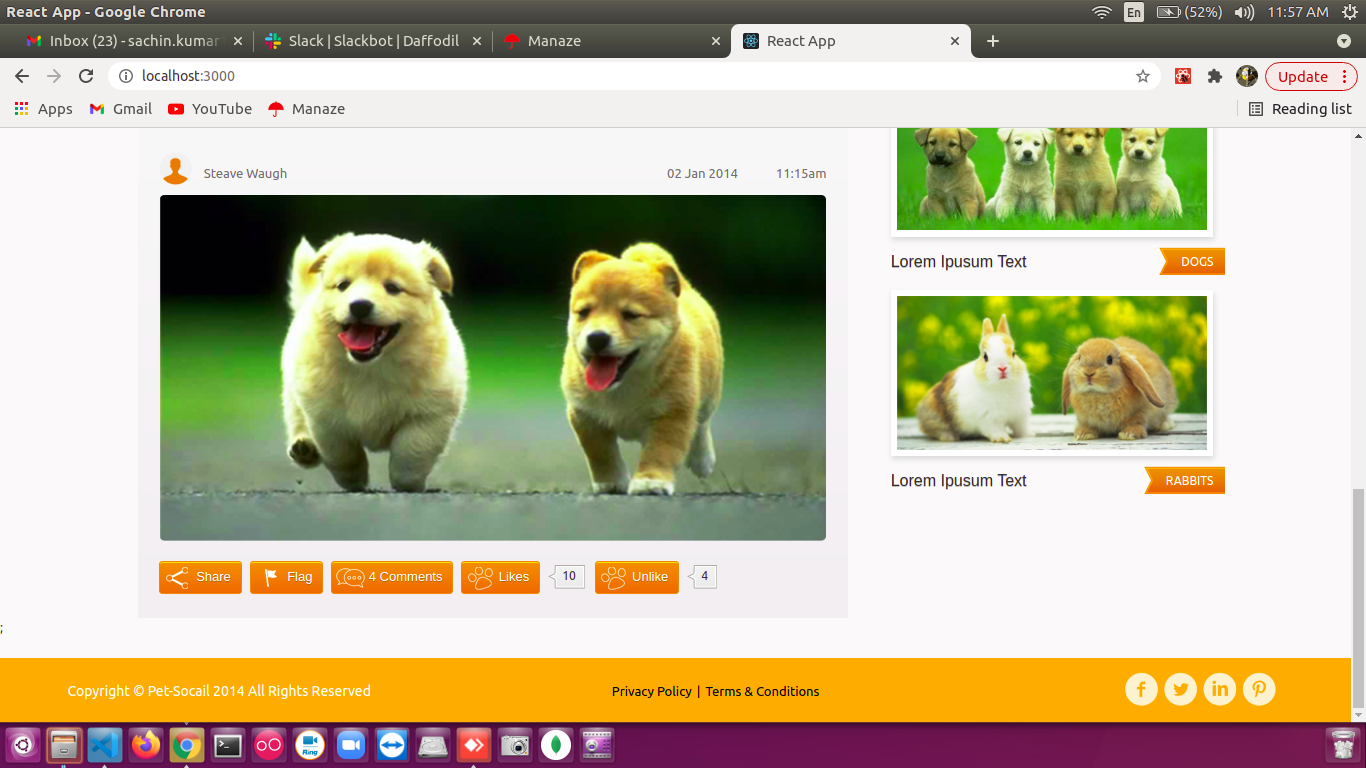 React App - Google Chrome
En (52%) 11:57 AM
Inbox (23) - sachin.kumar
Slack | Slackbot | Daffodil
Manaze
React App
localhost:3000
Update
Apps Gmail YouTube Manaze
Reading list
Steave Waugh 02 Jan 2014 11:15am
Share Flag 4 Comments Likes 10 Unlike 4
Lorem Ipusum Text DOGS
Lorem Ipusum Text RABBITS
;
Copyright © Pet-Socail 2014 All Rights Reserved
Privacy Policy | Terms & Conditions
Ring